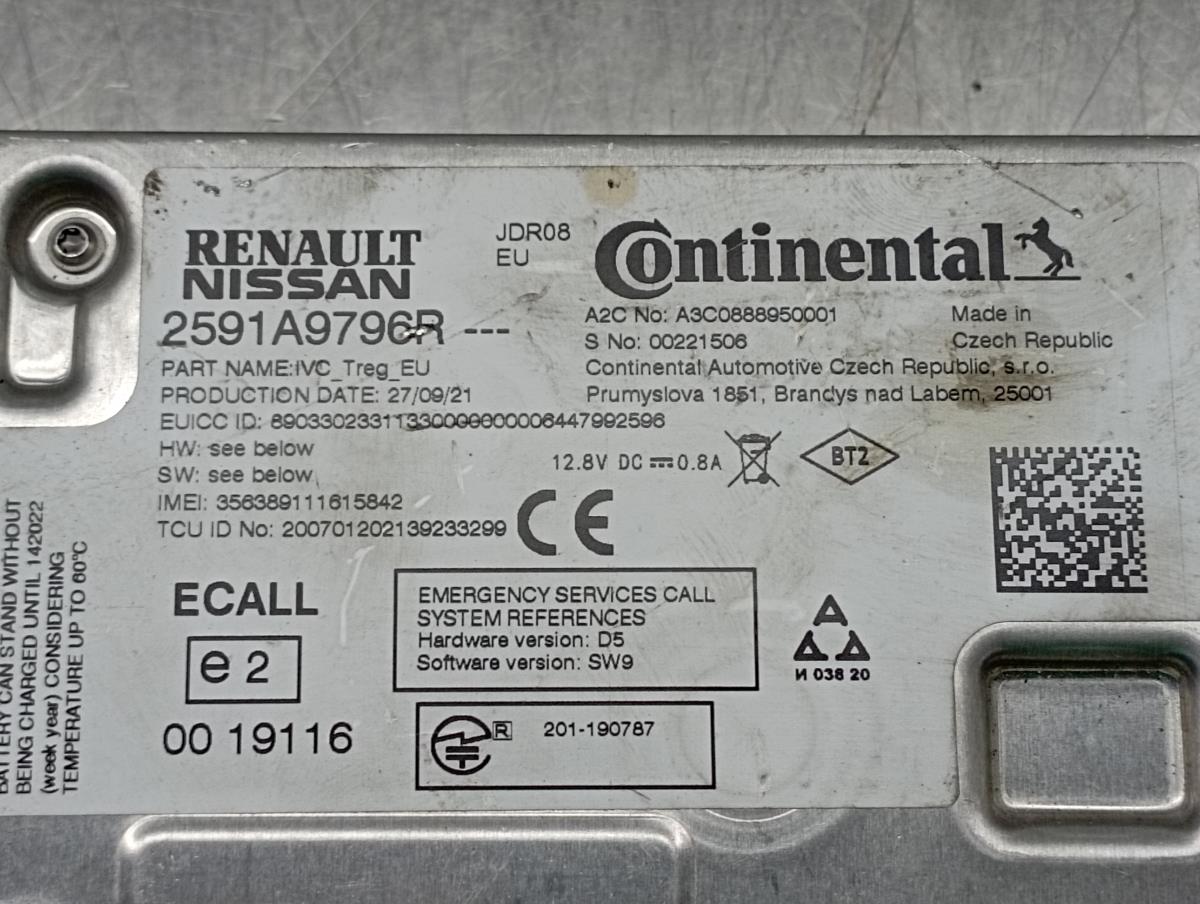 RENAULT
NISSAN
JDR08
EU
Continental
2591A9796R ---
PART NAME:IVC_Treg_EU
PRODUCTION DATE: 27/09/21
EUICC ID: 89033023311330000000006447992596
HW: see below
SW: see below
IMEI: 356389111615842
TCU ID No: 200701202139233299
A2C No: A3C0888950001
S No: 00221506
Made in
Czech Republic
Continental Automotive Czech Republic, s.r.o.
Prumyslova 1851, Brandys nad Labem, 25001
12.8V DC 0.8A
BT2
CE
ECALL
e2
00 19116
EMERGENCY SERVICES CALL
SYSTEM REFERENCES
Hardware version: D5
Software version: SW9
R 201-190787
И 038 20
BATTERY CAN STAND WITHOUT
BEING CHARGED UNTIL 142022
(week year) CONSIDERING
TEMPERATURE UP TO 60°C